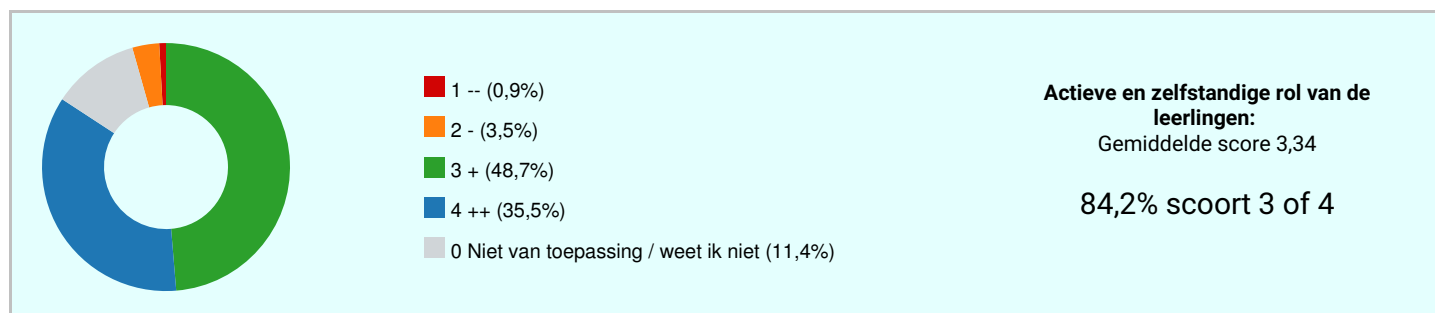 1 -- (0,9%)
2 - (3,5%)
3 + (48,7%)
4 ++ (35,5%)
0 Niet van toepassing / weet ik niet (11,4%)
Actieve en zelfstandige rol van de
leerlingen:
Gemiddelde score 3,34
84,2% scoort 3 of 4